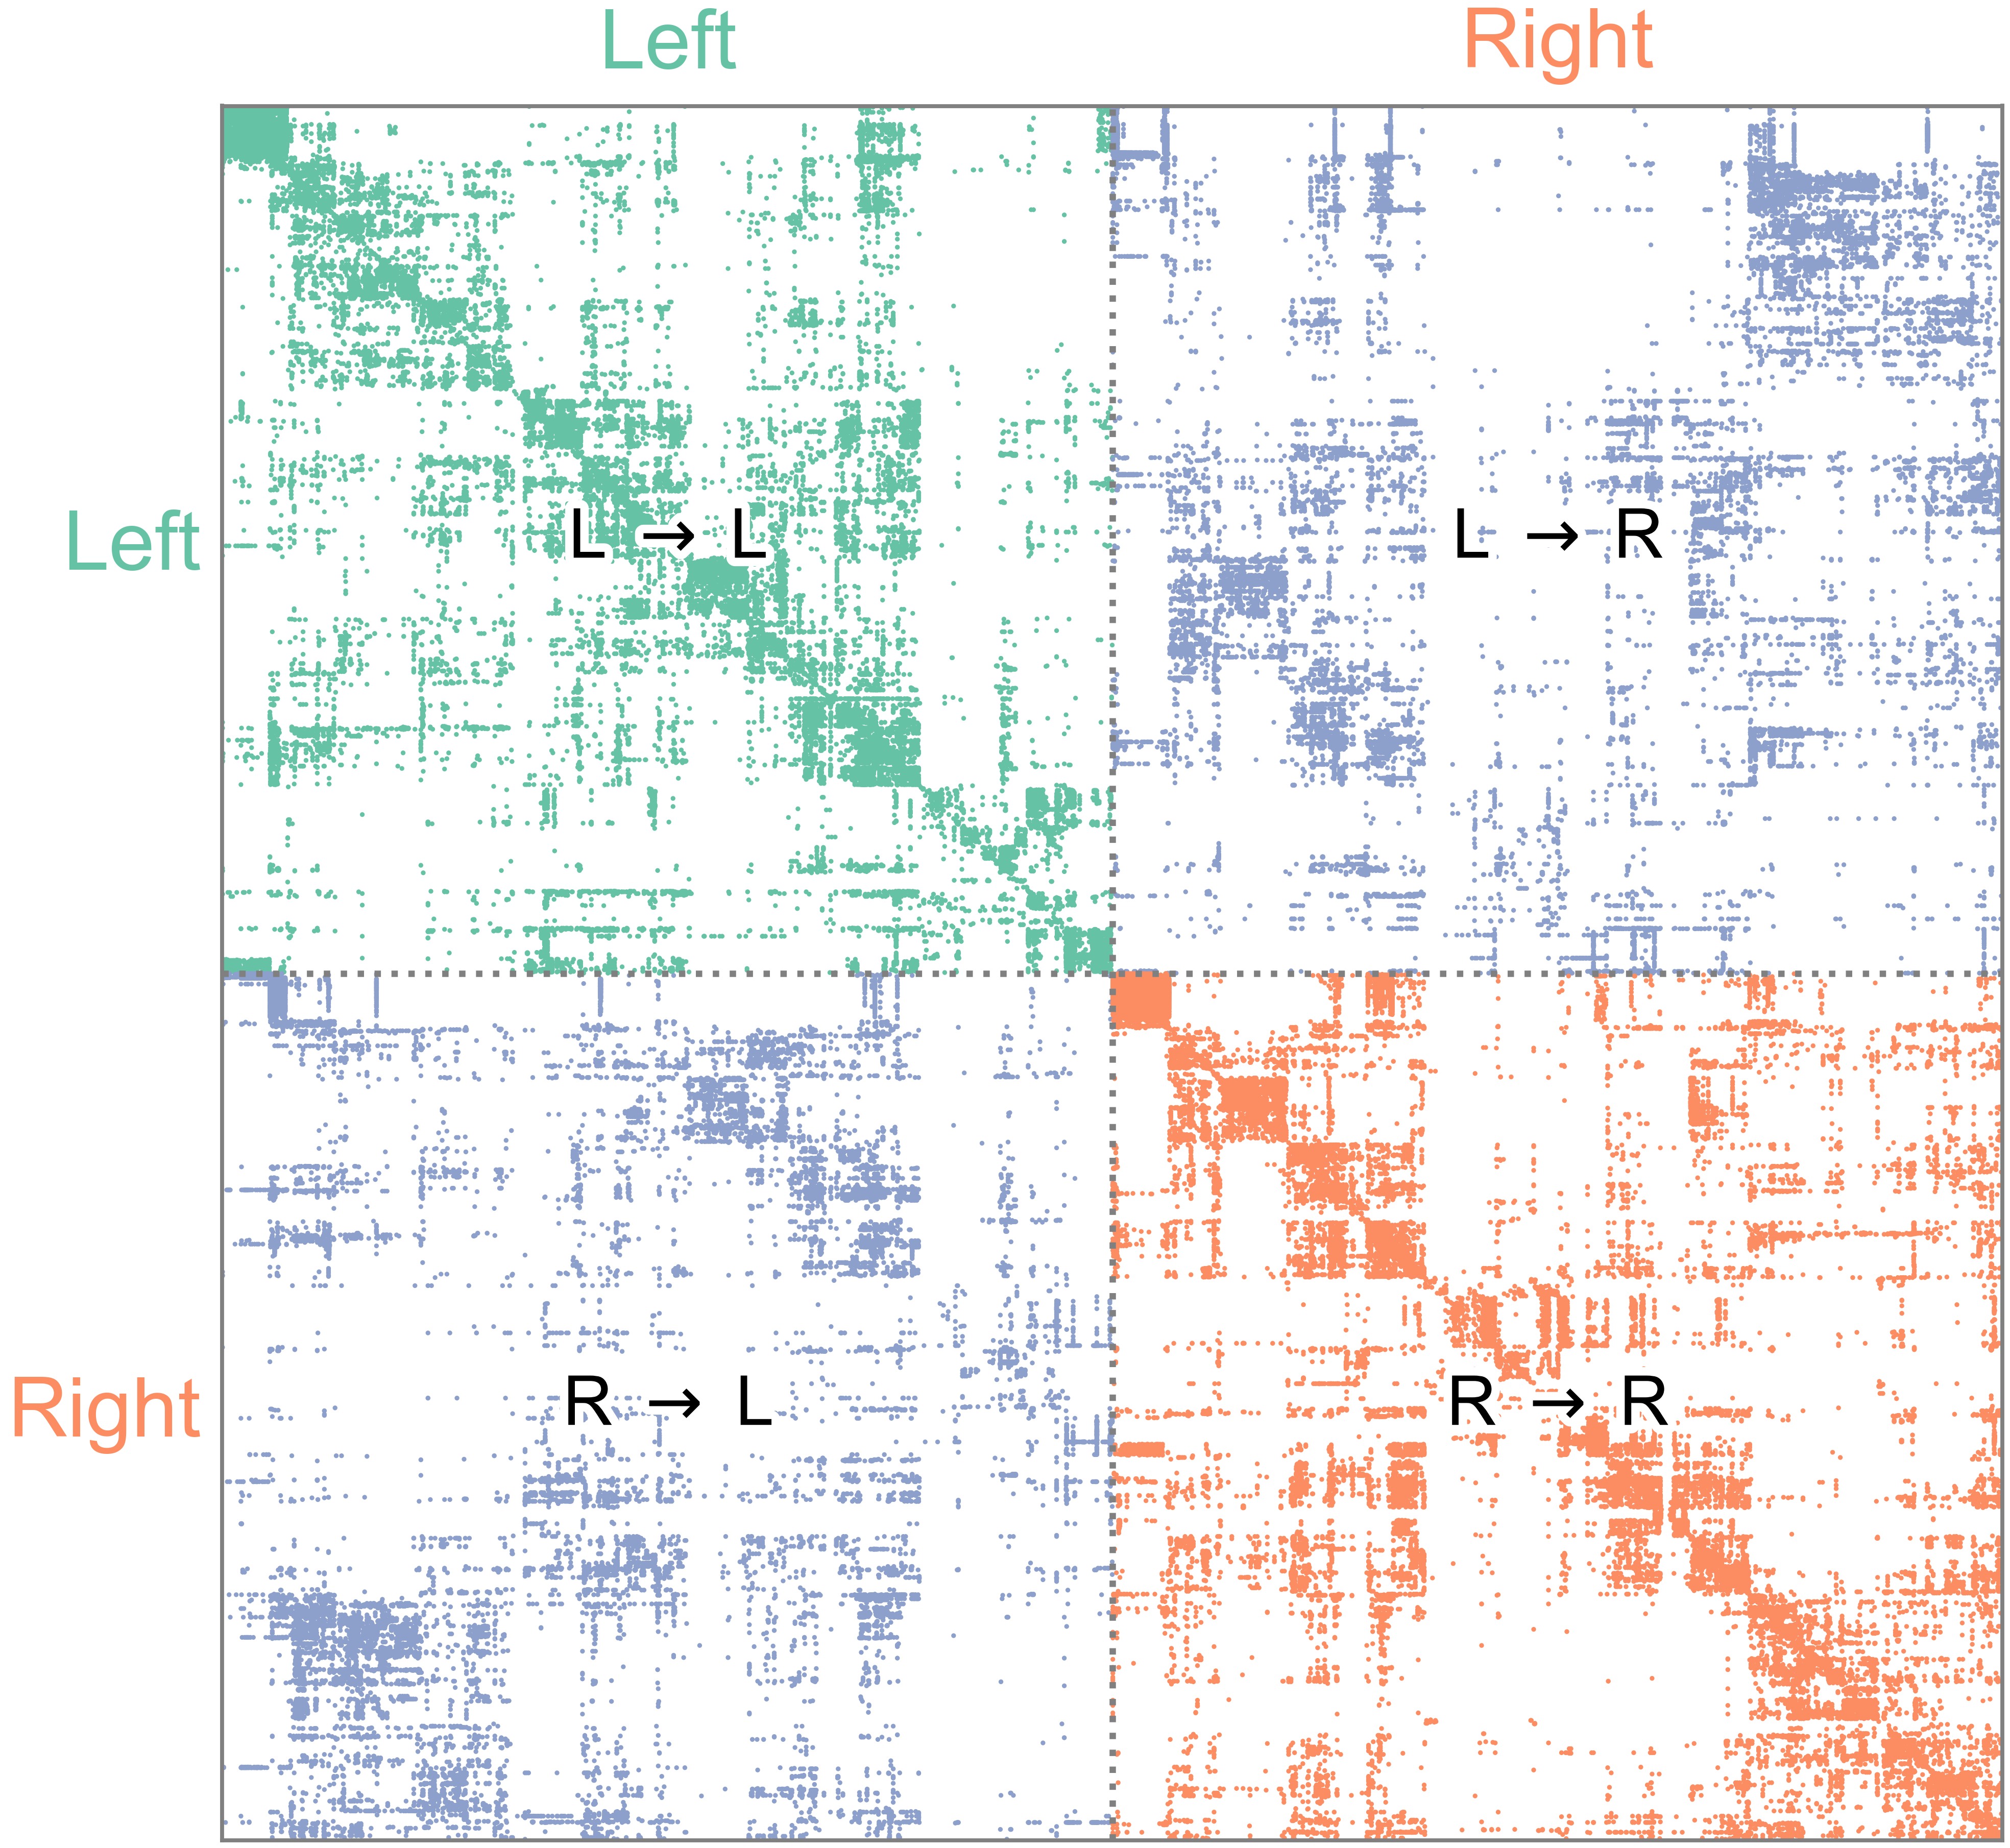 Left Right
Left
L → L
L → R
Right
R → L
R → R